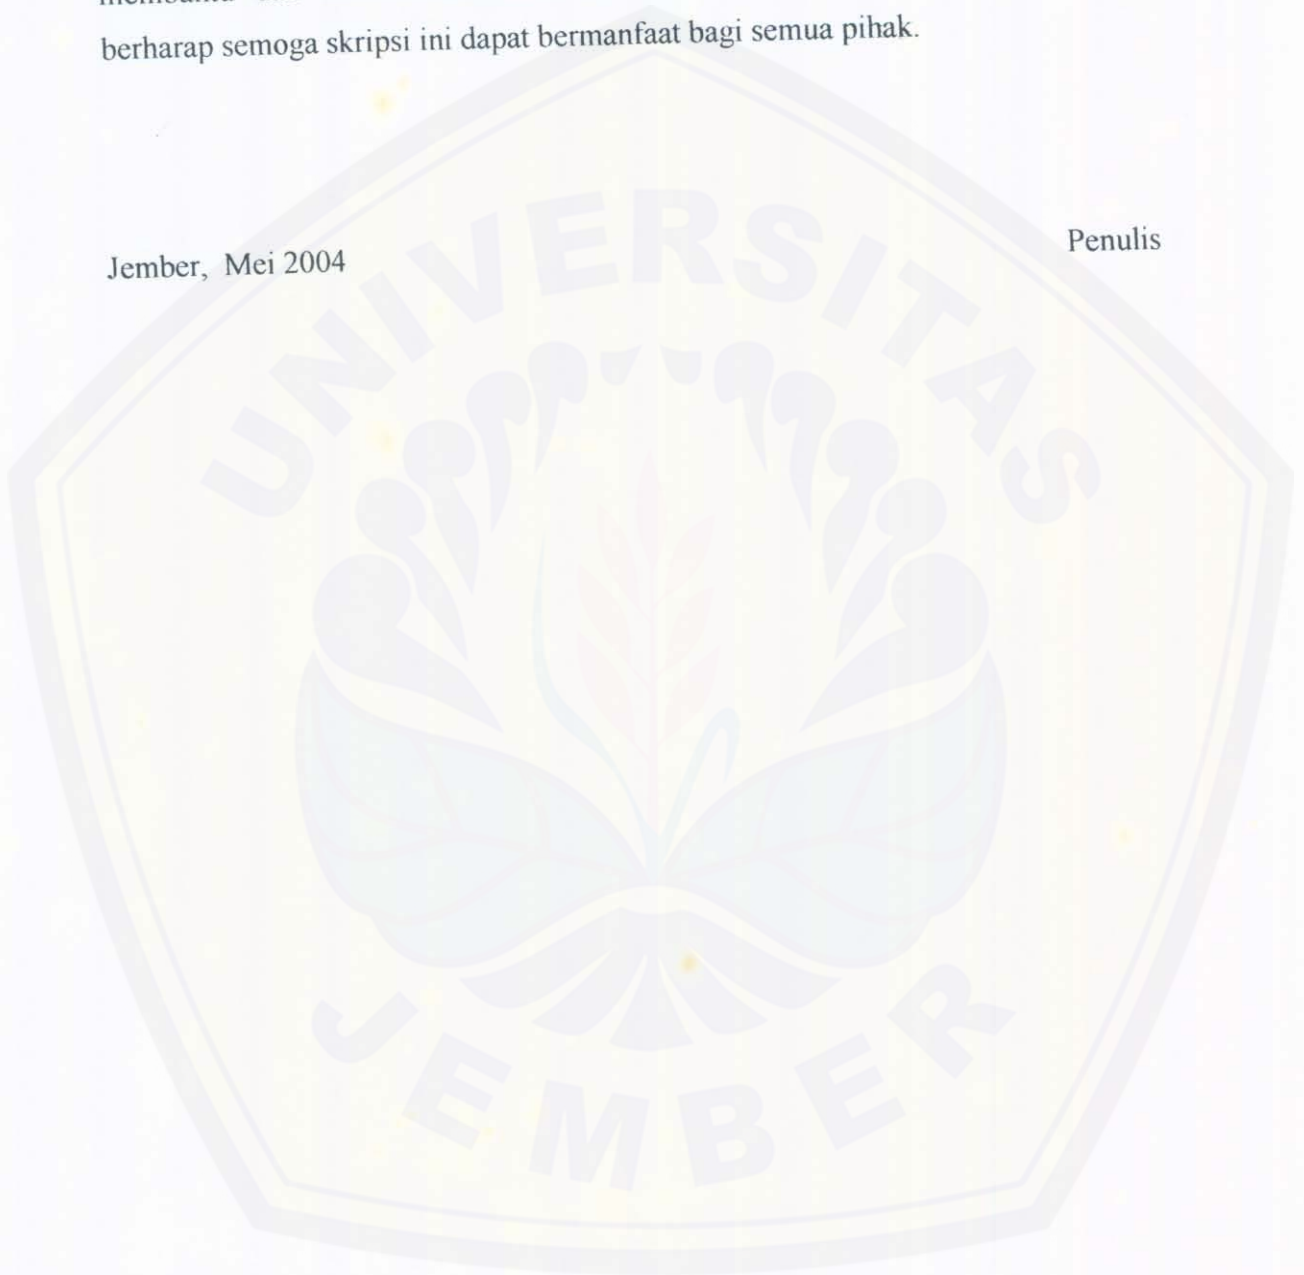 berharap semoga skripsi ini dapat bermanfaat bagi semua pihak.
Penulis
Jember, Mei 2004
UNIVERSITAS
JEMBER